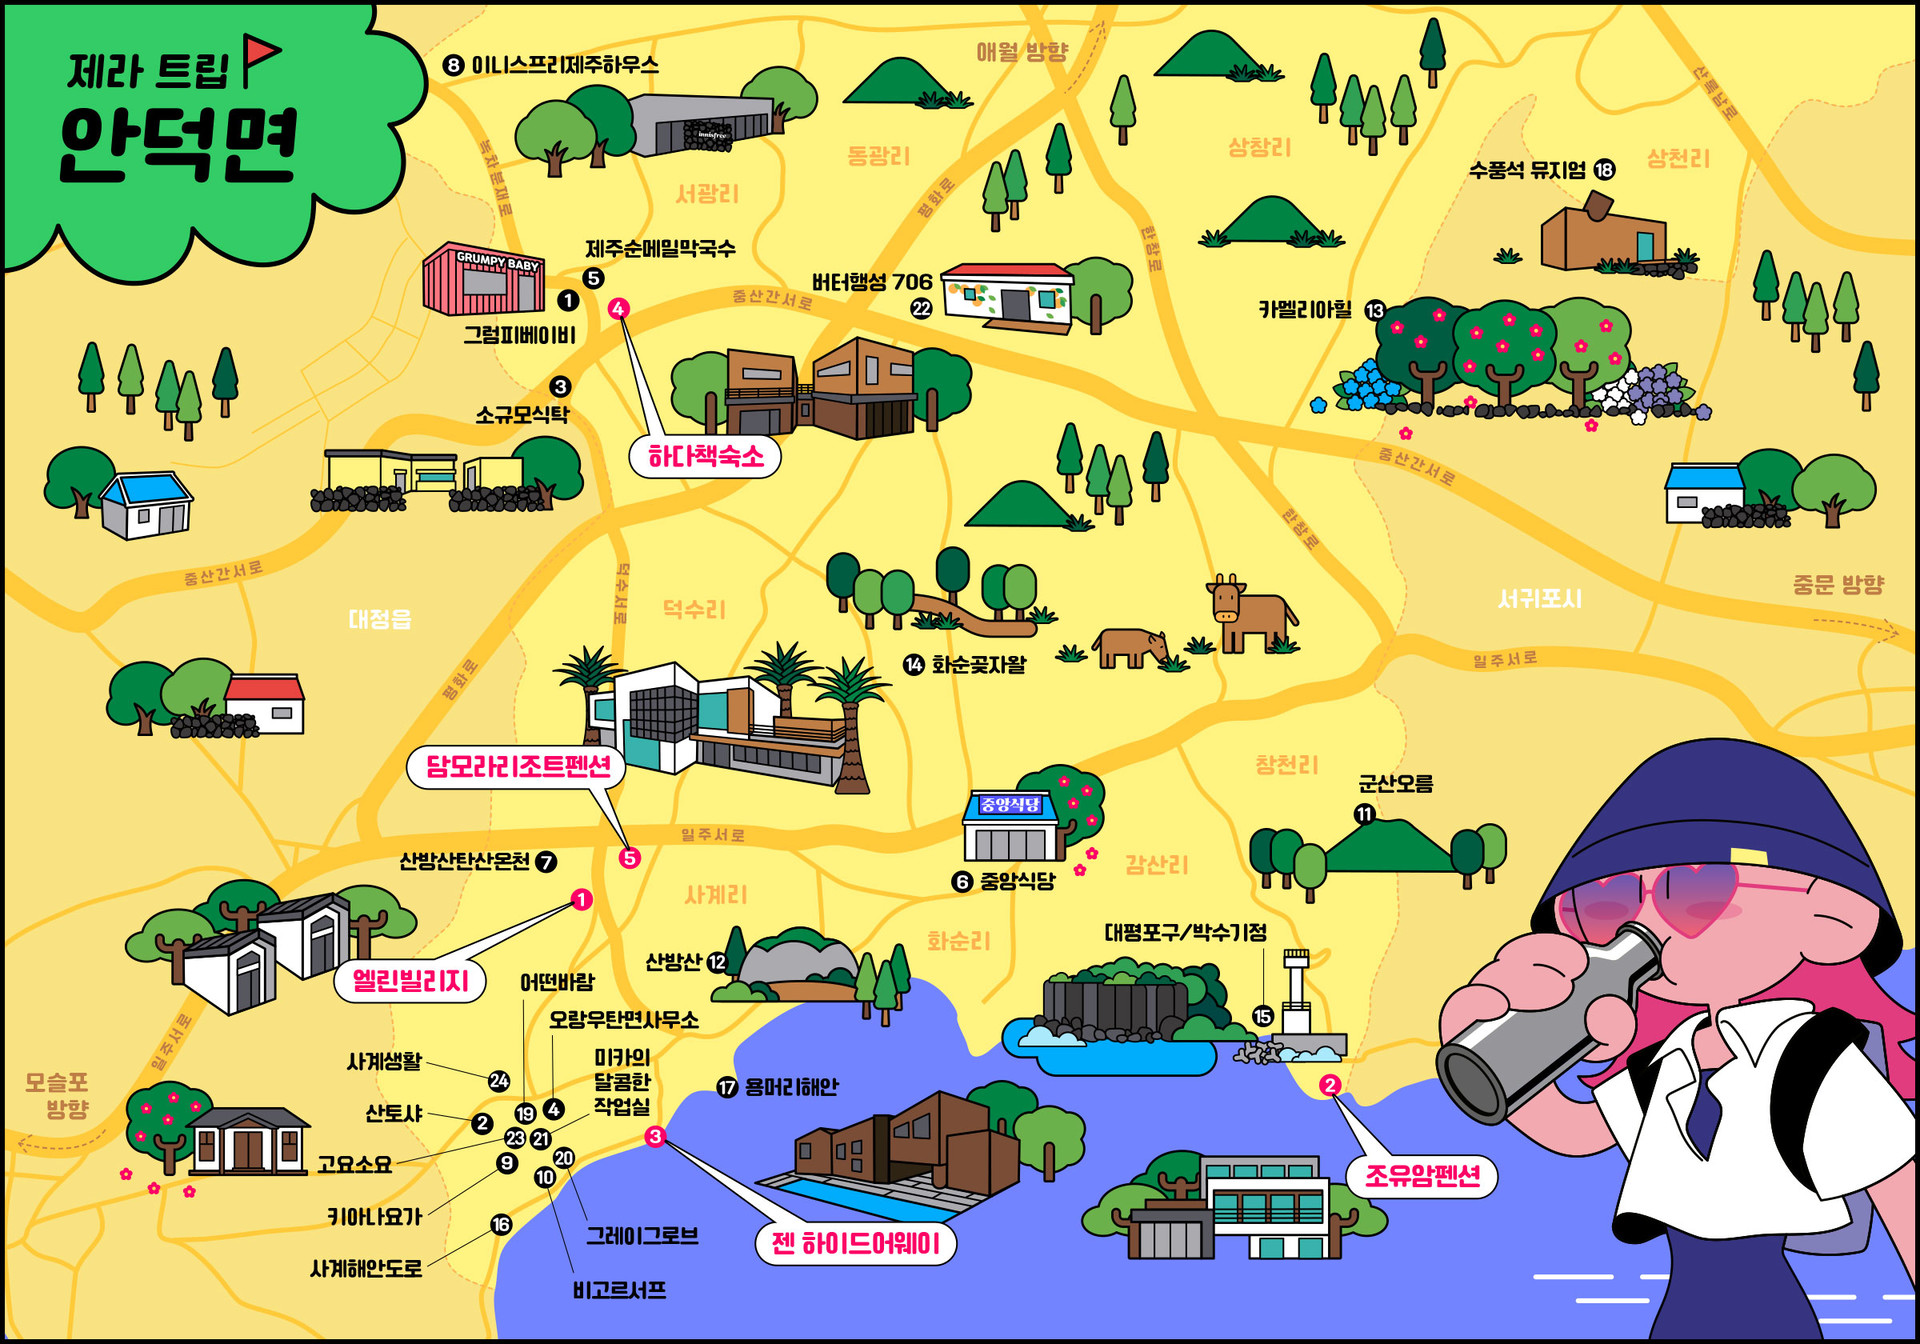 제라 트립
안덕면
8 이니스프리제주하우스
innisfree
애월 방향
녹차분재로
서광리
동광리
평화로
삼창리
한창로
산록남로
상천리
수풍석 뮤지엄 18
GRUMPY BABY
제주순메밀막국수
5
1
그럼피베이비
4
하다책숙소
중산간서로
버터행성 706
22
카멜리아힐 13
3
소규모식탁
중산간서로
중산간서로
한창로
대정읍
덕수서로
덕수리
서귀포시
중문 방향
14 화순곶자왈
일주서로
평화로
담모라리조트펜션
5
일주서로
중앙식당
6 중앙식당
창천리
군산오름
11
감산리
산방산탄산온천 7
1
엘린빌리지
사계리
화순리
산방산 12
대평포구/박수기정
15
2
조유암펜션
일주서로
모슬포
방향
어떤바람
오랑우탄면사무소
미카의
달콤한
작업실
사계생활
24
산토샤
2
19
4
23
21
고요소요
9
20
10
키아나요가
16
사계해안도로
그레이그로브
비고르서프
17 용머리해안
3
젠 하이드어웨이